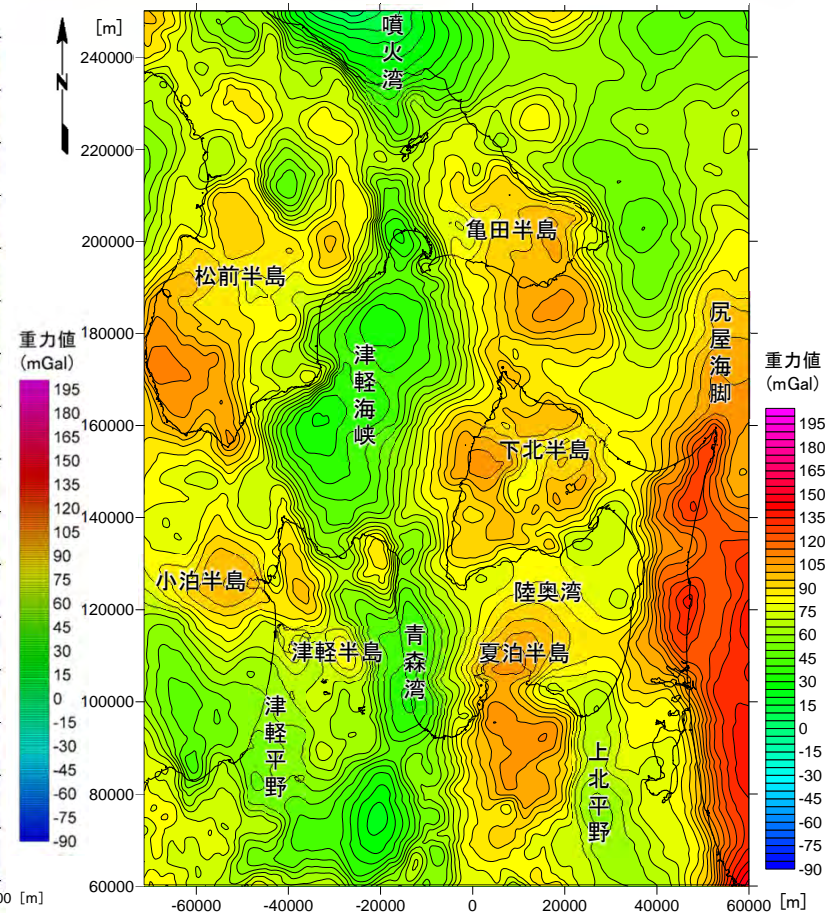 [m]
N
噴火湾
240000
220000
200000
180000
160000
140000
120000
100000
80000
60000
亀田半島
松前半島
尻屋海脚
津軽海峡
下北半島
小泊半島
陸奥湾
津軽半島
青森湾
夏泊半島
津軽平野
上北平野
重力値
(mGal)
195
180
165
150
135
120
105
90
75
60
45
30
15
0
-15
-30
-45
-60
-75
-90
重力値
(mGal)
195
180
165
150
135
120
105
90
75
60
45
30
15
0
-15
-30
-45
-60
-75
-90
00 [m]
-60000
-40000
-20000
0
20000
40000
60000
[m]